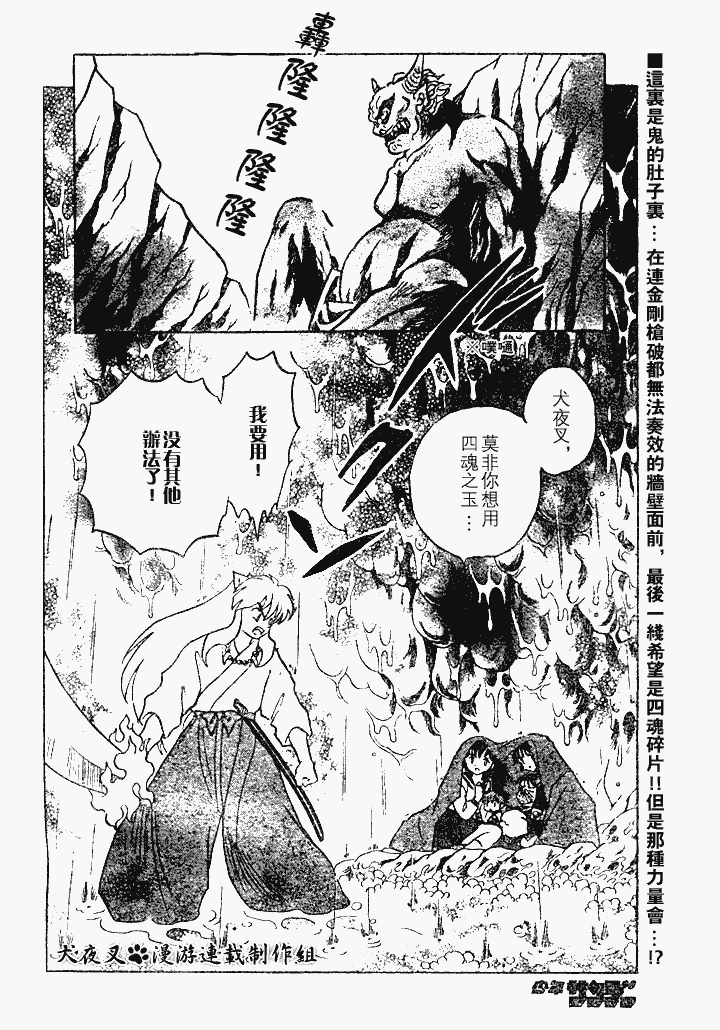 ■這裏是鬼的肚子裏…在連金剛槍破都無法奏效的牆壁面前，最後一綫希望是四魂碎片!!但是那種力量會…!?
轟
隆
隆
隆
隆
※噗嗵
犬夜叉，
莫非你想用
四魂之玉…
我要用！
没有其他
辦法了！
犬夜叉
漫游連載制作組